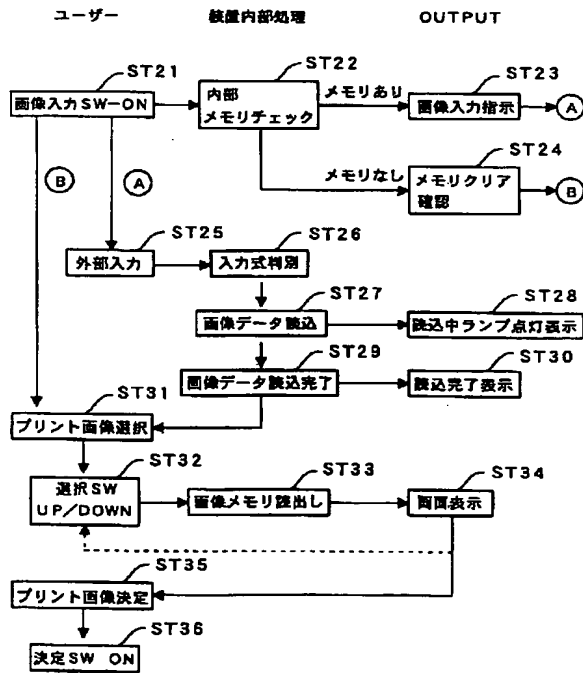 ユーザー 装置内部処理 OUTPUT
ST21 ST22 ST23
画像入力SW−ON
内部
メモリチェック
メモリあり
画像入力指示
A
ST24
B
A
メモリなし
メモリクリア
確認
B
ST25 ST26
外部入力 入力式判別
ST27 ST28
画像データ読込 読込中ランプ点灯表示
ST29 ST30
画像データ読込完了 読込完了表示
ST31
プリント画像選択
ST32 ST33 ST34
選択SW
UP/DOWN
画像メモリ読出し 画面表示
ST35
プリント画像決定
ST36
決定SW ON